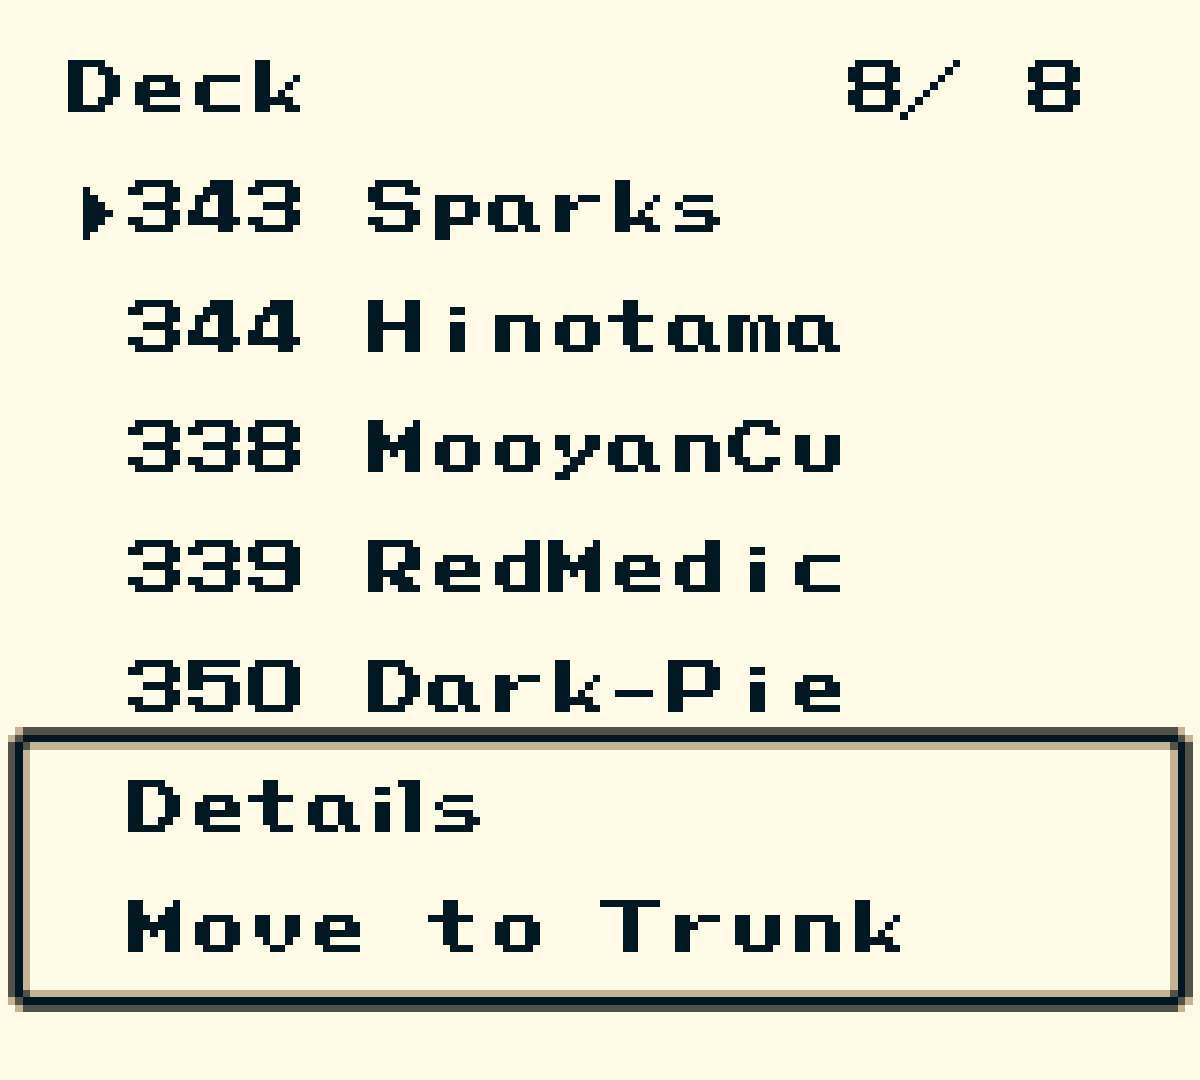 Deck 8/ 8
343 Sparks
344 Hinotama
338 MooyanCu
339 RedMedic
350 Dark-Pie
Details
Move to Trunk